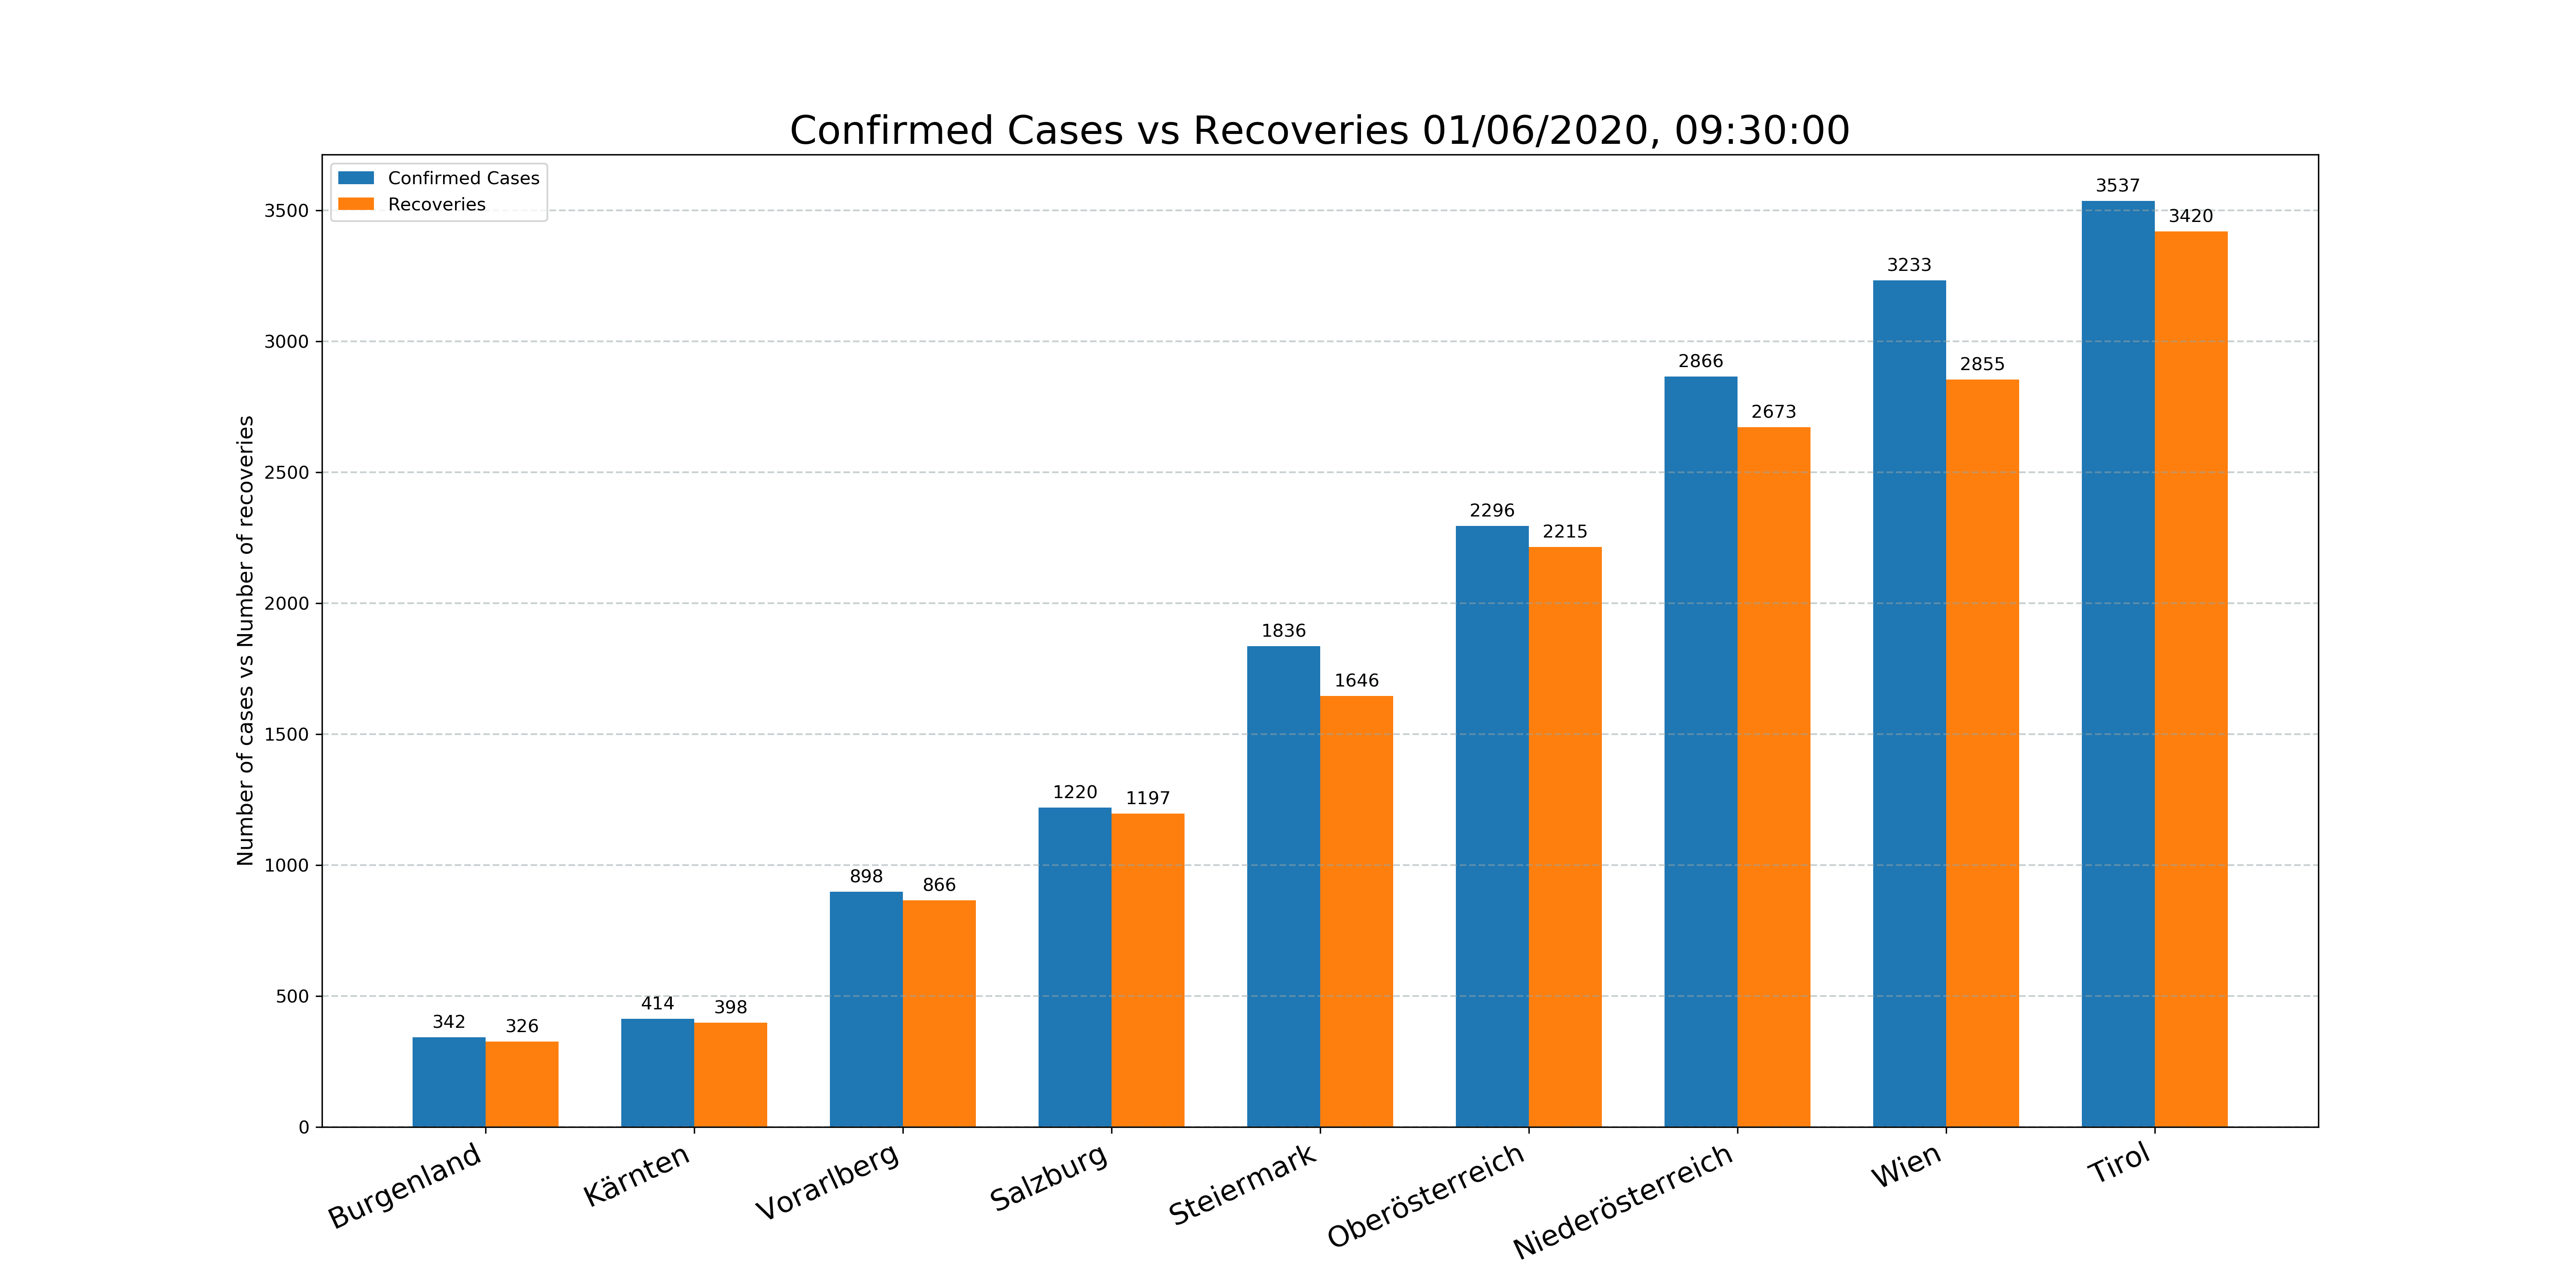 Confirmed Cases vs Recoveries 01/06/2020, 09:30:00
Confirmed Cases
Recoveries
Number of cases vs Number of recoveries
3500
3000
2500
2000
1500
1000
500
0
342
326
414
398
898
866
1220
1197
1836
1646
2296
2215
2866
2673
3233
2855
3537
3420
Burgenland
Kärnten
Vorarlberg
Salzburg
Steiermark
Oberösterreich
Niederösterreich
Wien
Tirol